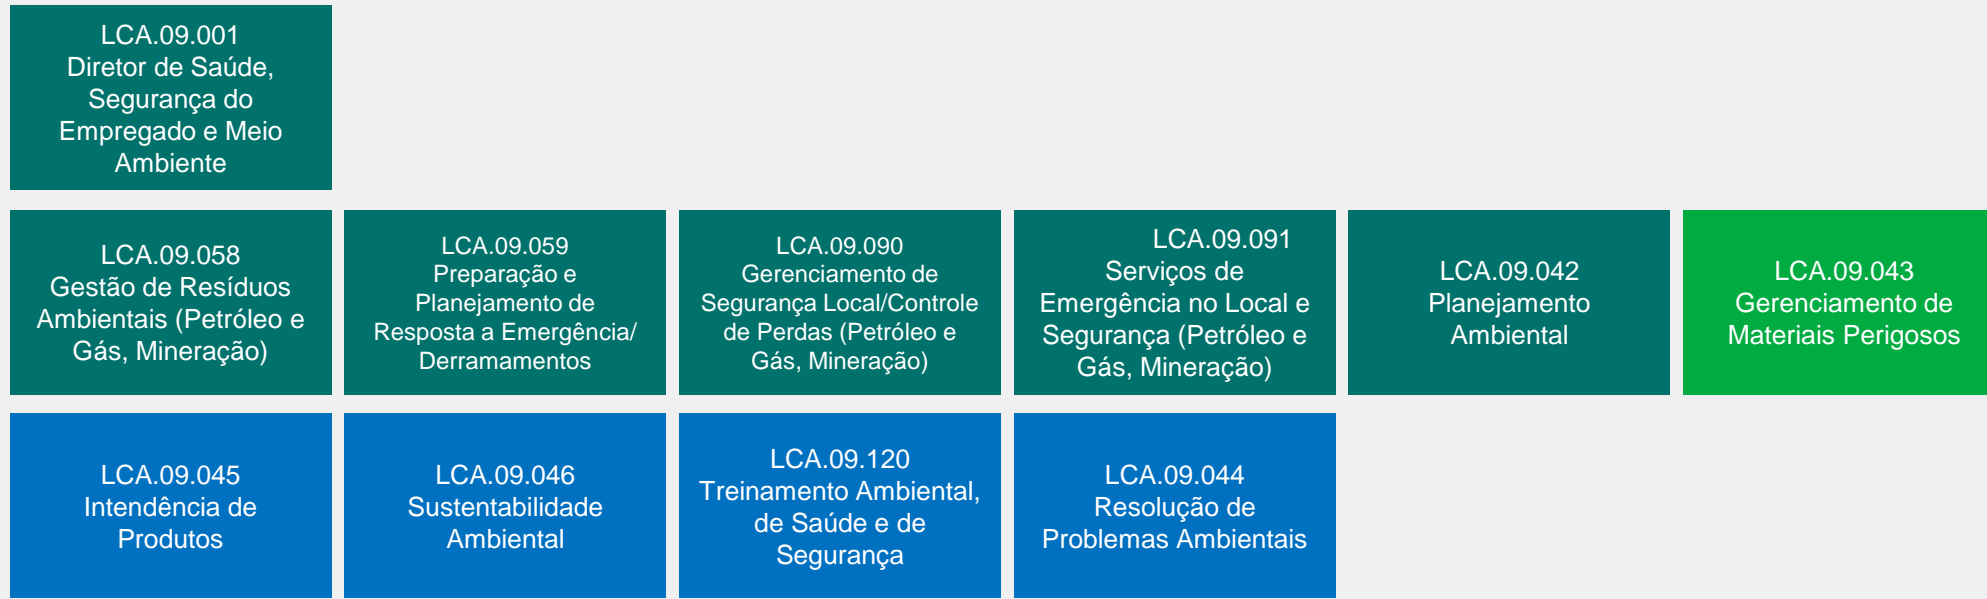 LCA.09.001
Diretor de Saúde,
Segurança do
Empregado e Meio
Ambiente
LCA.09.058
Gestão de Resíduos
Ambientais (Petróleo e
Gás, Mineração)
LCA.09.059
Preparação e
Planejamento de
Resposta a Emergência/
Derramamentos
LCA.09.090
Gerenciamento de
Segurança Local/Controle
de Perdas (Petróleo e
Gás, Mineração)
LCA.09.091
Serviços de
Emergência no Local e
Segurança (Petróleo e
Gás, Mineração)
LCA.09.042
Planejamento
Ambiental
LCA.09.043
Gerenciamento de
Materiais Perigosos
LCA.09.045
Intendência de
Produtos
LCA.09.046
Sustentabilidade
Ambiental
LCA.09.120
Treinamento Ambiental,
de Saúde e de
Segurança
LCA.09.044
Resolução de
Problemas Ambientais